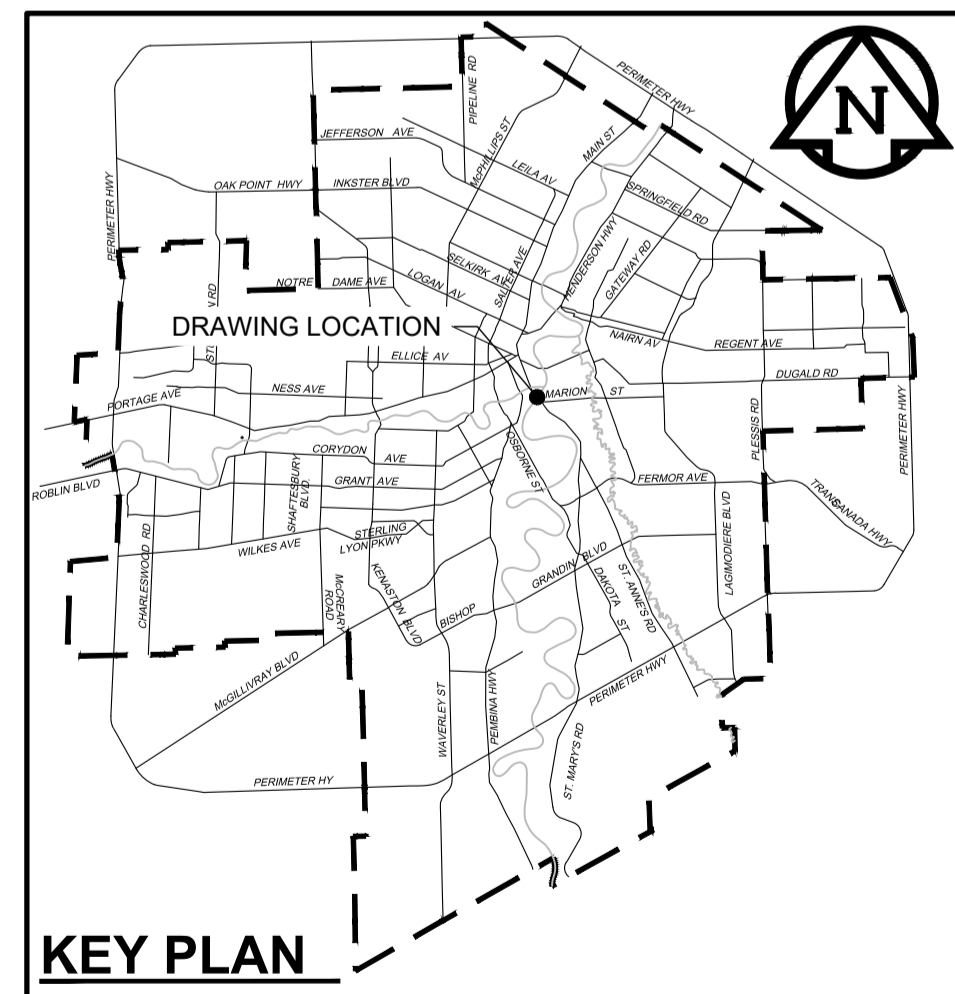 PERIMETER HWY
N
PIPELINE RD
McPHILLIPS ST
MAIN ST
JEFFERSON AVE
LEILA AV
PERIMETER HWY
OAK POINT HWY
INKSTER BLVD
SPRINGFIELD RD
SELKIRK AV
SALTER AVE.
HENDERSON HWY
GATEWAY RD
NOTRE DAME AVE
LOGAN AV
DRAWING LOCATION
NAIRN AV
REGENT AVE
ELLICE AV
DUGALD RD
NESS AVE
MARION ST
PORTAGE AVE
PLESSIS RD
PERIMETER HWY
CORYDON AVE
OSBORNE ST
ROBLIN BLVD
GRANT AVE
SHAFTESBURY
BLVD.
FERMOR AVE
TRANSCANADA HWY
LAGIMODIERE BLVD
STERLING
LYON PKWY
WILKES AVE
CHARLESWOOD RD
McCREARY
ROAD
KENASTON BLVD
BISHOP GRANDIN BLVD
DAKOTA ST
ST. ANNE'S RD
McGILLIVRAY BLVD
WAVERLEY ST
PEMBINA HWY
PERIMETER HWY
ST. MARY'S RD
PERIMETER HY
KEY PLAN